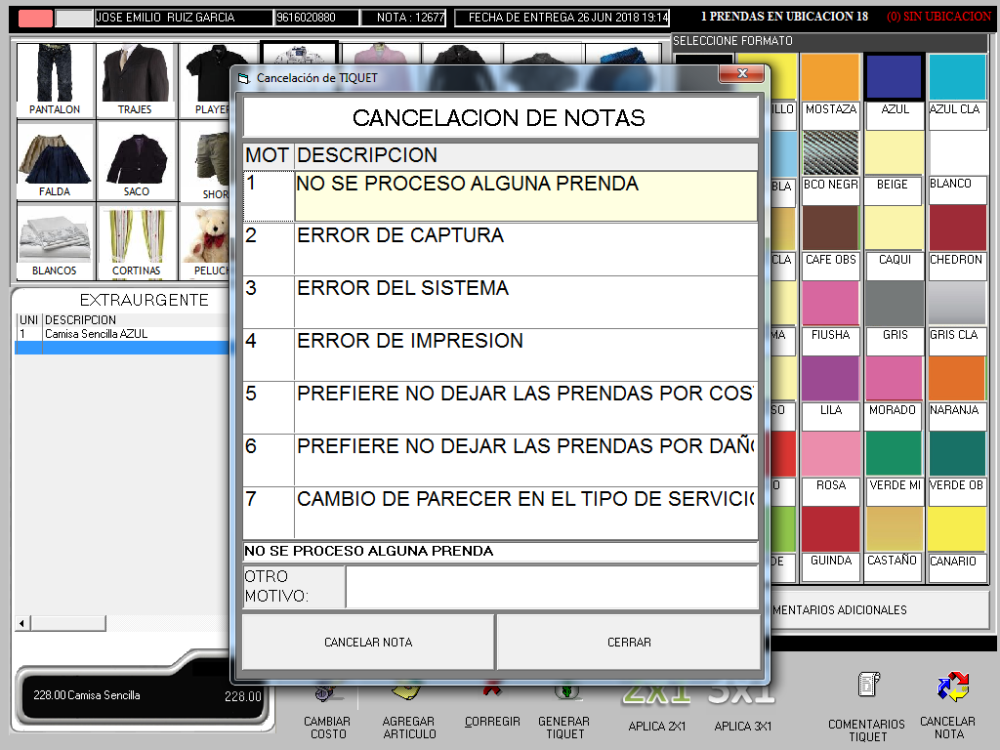 JOSE EMILIO  RUIZ GARCIA
9616020880
NOTA : 12677
FECHA DE ENTREGA 26 JUN 2018 19:14
1 PRENDAS EN UBICACION 18
(0) SIN UBICACION
SELECCIONE FORMATO
PANTALON
TRAJES
PLAYER
FALDA
SACO
SHOR
BLANCOS
CORTINAS
PELUCH
Cancelación de TIQUET
CANCELACION DE NOTAS
MOT DESCRIPCION
1 NO SE PROCESO ALGUNA PRENDA
2 ERROR DE CAPTURA
3 ERROR DEL SISTEMA
4 ERROR DE IMPRESION
5 PREFIERE NO DEJAR LAS PRENDAS POR COS
6 PREFIERE NO DEJAR LAS PRENDAS POR DAÑO
7 CAMBIO DE PARECER EN EL TIPO DE SERVICIO
NO SE PROCESO ALGUNA PRENDA
OTRO
MOTIVO:
CANCELAR NOTA
CERRAR
LLO MOSTAZA AZUL AZUL CLA
BLA BCO NEGR BEIGE BLANCO
CLA CAFE OBS CAQUI CHEDRON
MA FIUSHA GRIS GRIS CLA
SO LILA MORADO NARANJA
O ROSA VERDE MI VERDE OB
DE GUINDA CASTAÑO CANARIO
MENTARIOS ADICIONALES
EXTRAURGENTE
UNI DESCRIPCION
1 Camisa Sencilla AZUL
228.00 Camisa Sencilla
228.00
CAMBIAR
COSTO
AGREGAR
ARTICULO
CORREGIR
GENERAR
TIQUET
2X1
APLICA 2X1
3X1
APLICA 3X1
COMENTARIOS
TIQUET
CANCELAR
NOTA